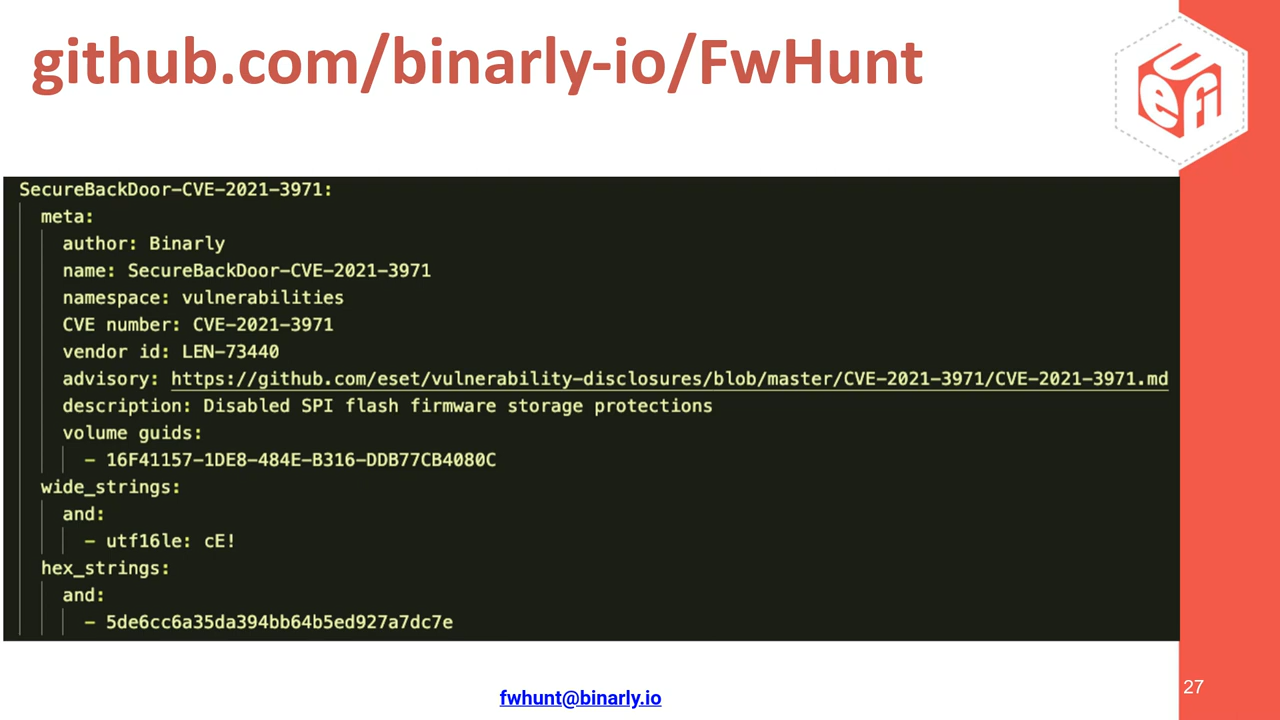 github.com/binarly-io/FwHunt
UEFI
SecureBackDoor-CVE-2021-3971:
meta:
author: Binarly
name: SecureBackDoor-CVE-2021-3971
namespace: vulnerabilities
CVE number: CVE-2021-3971
vendor id: LEN-73440
advisory: https://github.com/eset/vulnerability-disclosures/blob/master/CVE-2021-3971/CVE-2021-3971.md
description: Disabled SPI flash firmware storage protections
volume guids:
- 16F41157-1DE8-484E-B316-DDB77CB4080C
wide_strings:
and:
- utf16le: cE!
hex_strings:
and:
- 5de6cc6a35da394bb64b5ed927a7dc7e
fwhunt@binarly.io
27